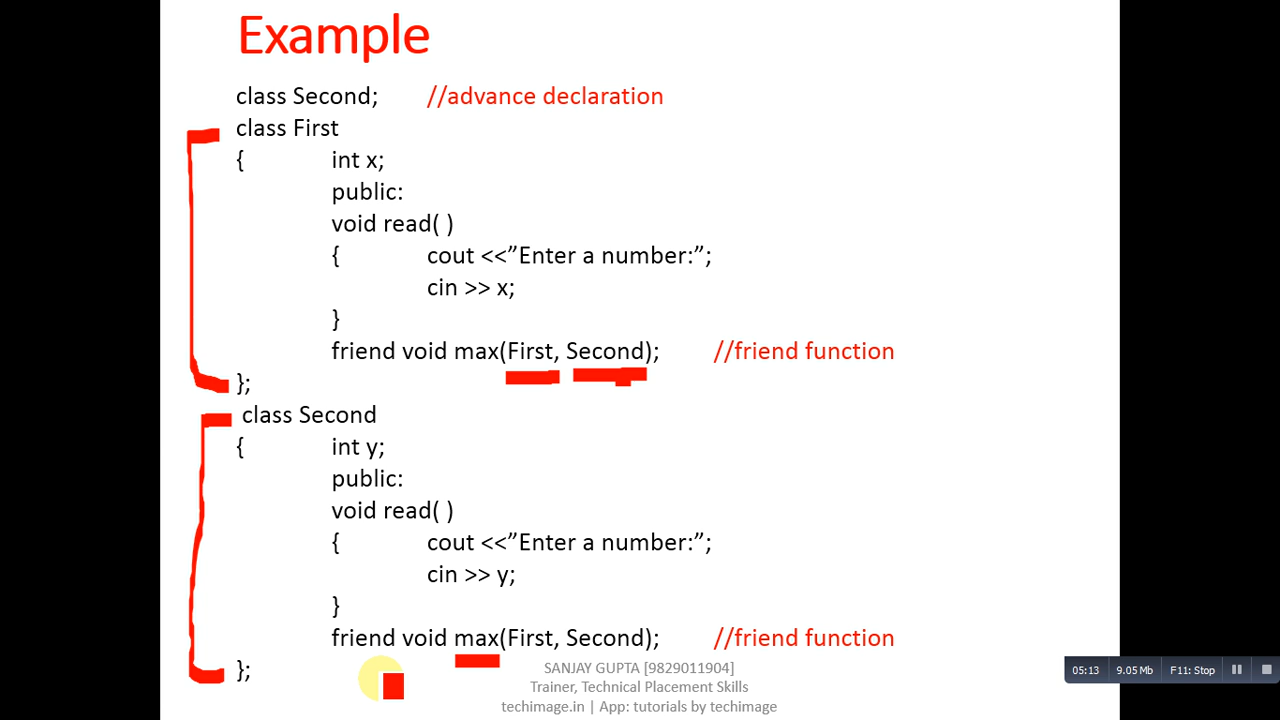 Example
class Second; //advance declaration
class First
{ int x;
public:
void read( )
{ cout <<”Enter a number:”;
cin >> x;
}
friend void max(First, Second); //friend function
};
class Second
{ int y;
public:
void read( )
{ cout <<”Enter a number:”;
cin >> y;
}
friend void max(First, Second); //friend function
};
SANJAY GUPTA [9829011904]
Trainer, Technical Placement Skills
techimage.in | App: tutorials by techimage
05:13 9.05 Mb F11: Stop